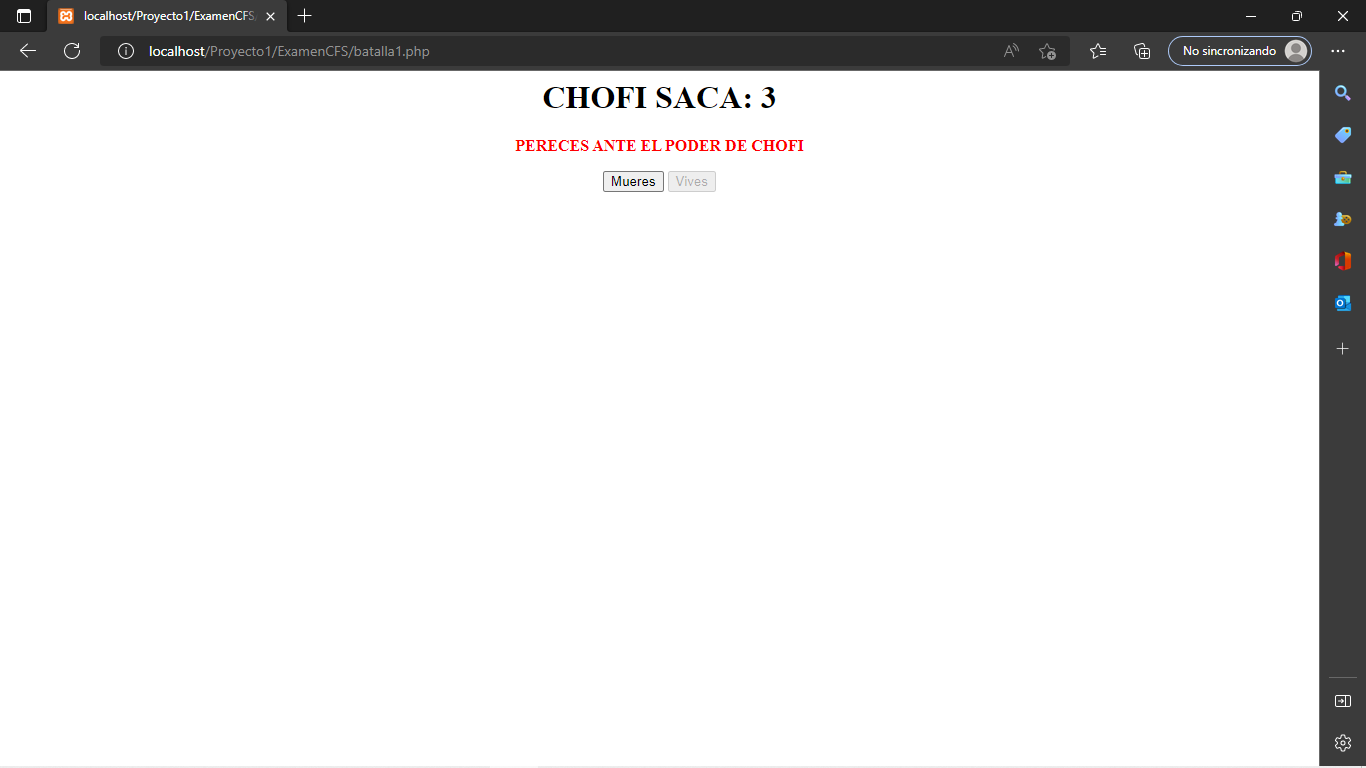 localhost/Proyecto1/ExamenCFS/
localhost/Proyecto1/ExamenCFS/batalla1.php
No sincronizando
CHOFI SACA: 3
PERECES ANTE EL PODER DE CHOFI
Mueres Vives